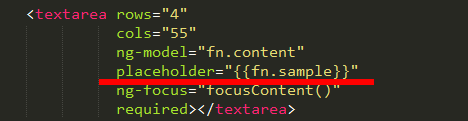 <textarea rows="4"
cols="55"
ng-model="fn.content"
placeholder="{{fn.sample}}"
ng-focus="focusContent()"
required></textarea>